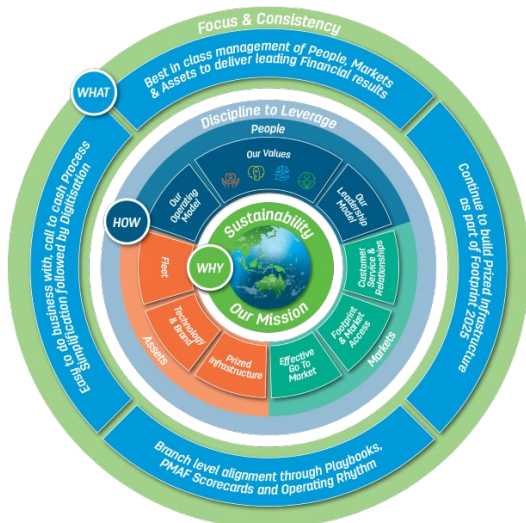 Focus & Consistency
WHAT
Best in class management of People, Markets
& Assets to deliver leading Financial results
Continue to build Prized Infrastructure
as part of Footprint 2025
Branch level alignment through Playbooks,
PMAF Scorecards and Operating Rhythm
Easy to do business with, call to cash Process
Simplification followed by Digitisation
Discipline to Leverage
HOW
People
Our
Operating
Model
Our Values
Our
Leadership
Model
Customer
Service &
Relationships
Footprint
& Market
Access
Effective
Go To
Market
Markets
Prized
Infrastructure
Technology
& Brand
Fleet
Assets
WHY
Sustainability
Our Mission